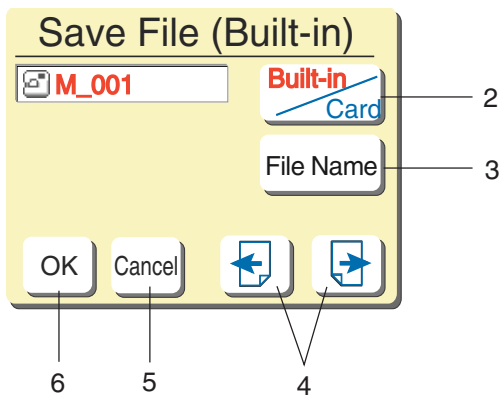 Save File (Built-in)
M_001
Built-in
Card
2
File Name
3
OK
Cancel
6
5
4